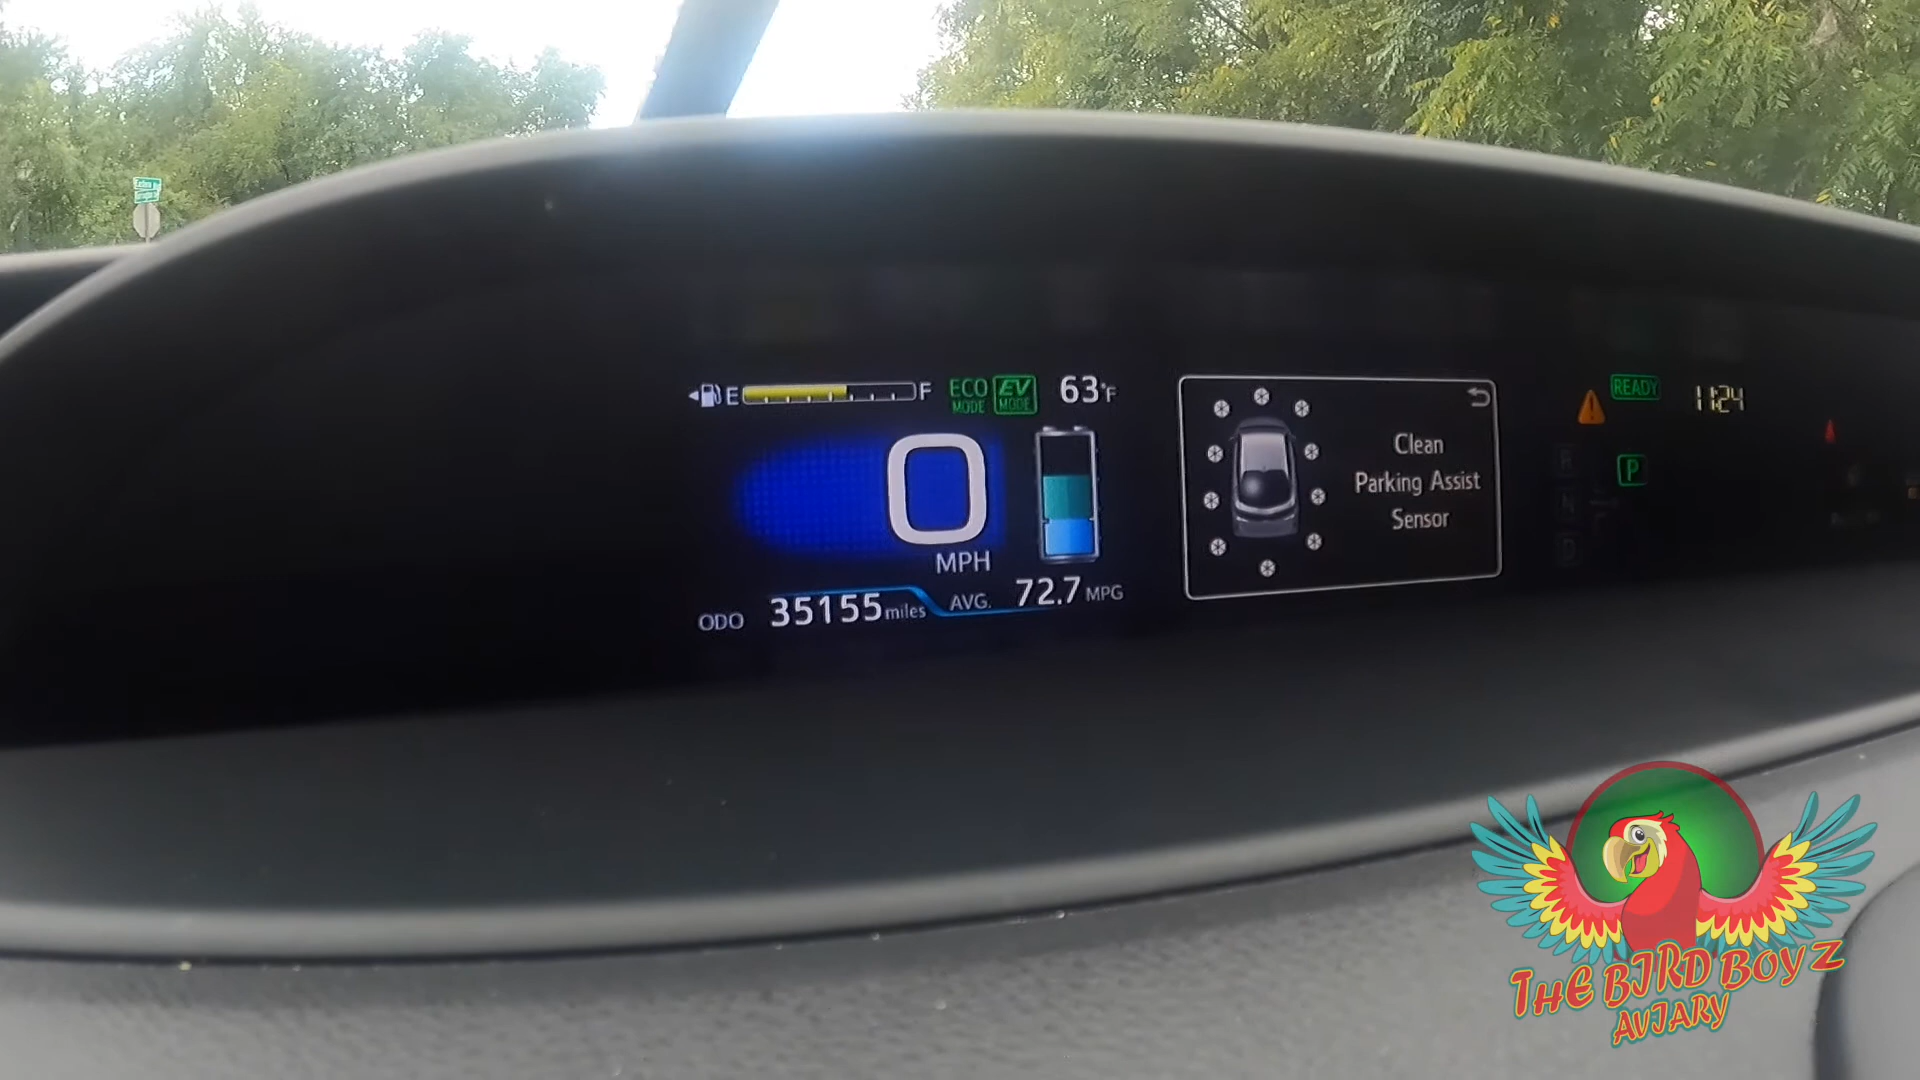 E F ECO MODE EV MODE 63°F
0
MPH
ODO 35155 miles AVG. 72.7 MPG
Clean
Parking Assist
Sensor
READY 11:24
P
R
N
D
THE BIRD BOYZ
AVIARY